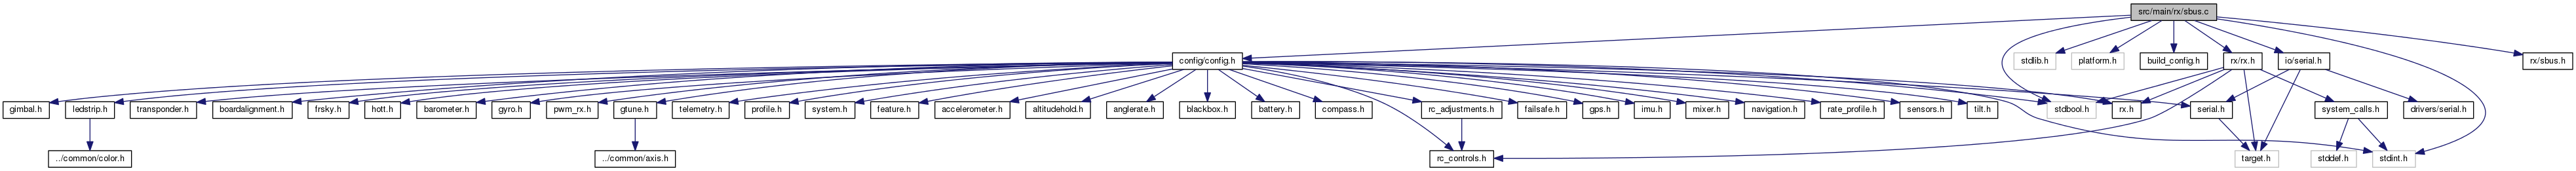 src/main/rx/sbus.c
config/config.h
stdlib.h
platform.h
build_config.h
rx/rx.h
io/serial.h
rx/sbus.h
gimbal.h
ledstrip.h
transponder.h
boardalignment.h
frsky.h
hott.h
barometer.h
gyro.h
pwm_rx.h
gtune.h
telemetry.h
profile.h
system.h
feature.h
accelerometer.h
altitudehold.h
anglerate.h
blackbox.h
battery.h
compass.h
rc_adjustments.h
failsafe.h
gps.h
imu.h
mixer.h
navigation.h
rate_profile.h
sensors.h
tilt.h
stdbool.h
rx.h
serial.h
system_calls.h
drivers/serial.h
../common/color.h
../common/axis.h
rc_controls.h
target.h
stddef.h
stdint.h